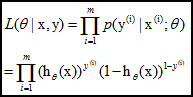 L(θ | x,y) = ∏_{i=1}^{m} p(y^{(i)} | x^{(i)}; θ)
= ∏_{i=1}^{m} (h_θ(x))^{y^{(i)}} (1-h_θ(x))^{1-y^{(i)}}